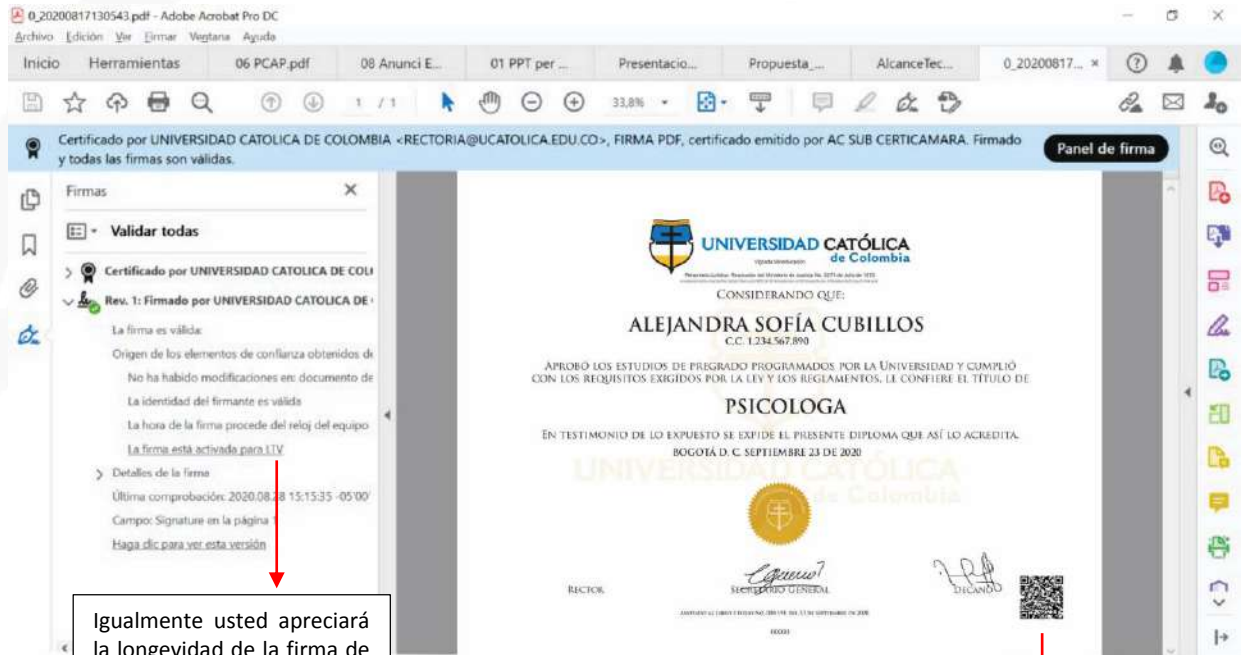 0_20200817130543.pdf - Adobe Acrobat Pro DC
Archivo Edición Ver Firmar Ventana Ayuda
Inicio Herramientas 06 PCAP.pdf 08 Anunci E... 01 PPT per ... Presentacio... Propuesta_... AlcanceTec... 0_20200817... ×
1 / 1 33,8%
Certificado por UNIVERSIDAD CATOLICA DE COLOMBIA <RECTORIA@UCATOLICA.EDU.CO>, FIRMA PDF, certificado emitido por AC SUB CERTICAMARA. Firmado
y todas las firmas son válidas.
Panel de firma
Firmas
Validar todas
Certificado por UNIVERSIDAD CATOLICA DE COL
Rev. 1: Firmado por UNIVERSIDAD CATOLICA DE
La firma es válida:
Origen de los elementos de confianza obtenidos de
No ha habido modificaciones en: documento de
La identidad del firmante es válida
La hora de la firma procede del reloj del equipo
La firma está activada para LTV
Detalles de la firma
Última comprobación: 2020.08.28 15:15:35 -05'00'
Campo: Signature en la página 1
Haga clic para ver esta versión
Igualmente usted apreciará
la longevidad de la firma de
UNIVERSIDAD CATÓLICA
de Colombia
CONSIDERANDO QUE:
ALEJANDRA SOFÍA CUBILLOS
C.C. 1.234.567.890
APROBÓ LOS ESTUDIOS DE PREGRADO PROGRAMADOS POR LA UNIVERSIDAD Y CUMPLIÓ
CON LOS REQUISITOS EXIGIDOS POR LA LEY Y LOS REGLAMENTOS, LE CONFIERE EL TÍTULO DE
PSICOLOGA
EN TESTIMONIO DE LO EXPUESTO SE EXPIDE EL PRESENTE DIPLOMA QUE ASÍ LO ACREDITA.
BOGOTÁ D. C. SEPTIEMBRE 23 DE 2020
UNIVERSIDAD CATÓLICA
de Colombia
RECTOR
SECRETARIO GENERAL
DECANO